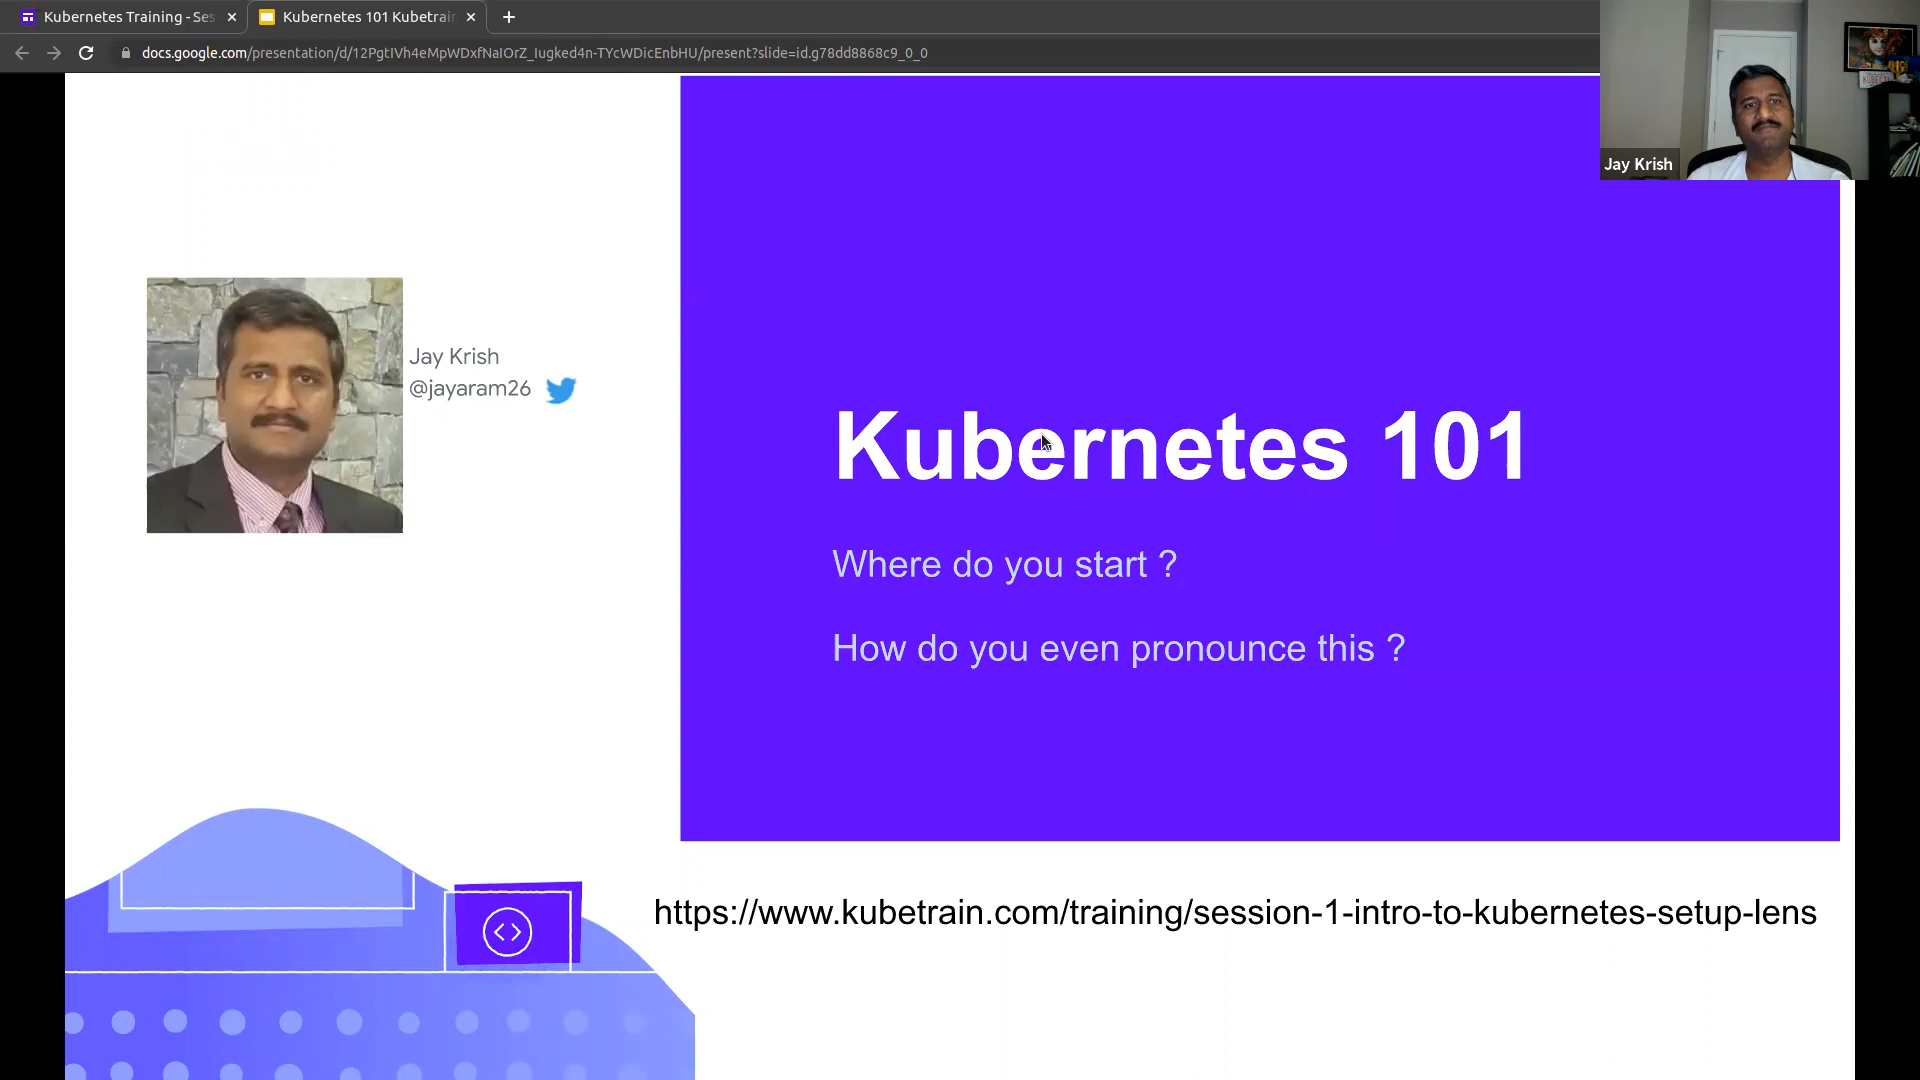 Kubernetes Training - Ses
Kubernetes 101 Kubetrain
docs.google.com/presentation/d/12PgtIVh4eMpWDxfNaIOrZ_Iugked4n-TYcWDicEnbHU/present?slide=id.g78dd8868c9_0_0
Jay Krish
Jay Krish
@jayaram26
Kubernetes 101
Where do you start ?
How do you even pronounce this ?
https://www.kubetrain.com/training/session-1-intro-to-kubernetes-setup-lens